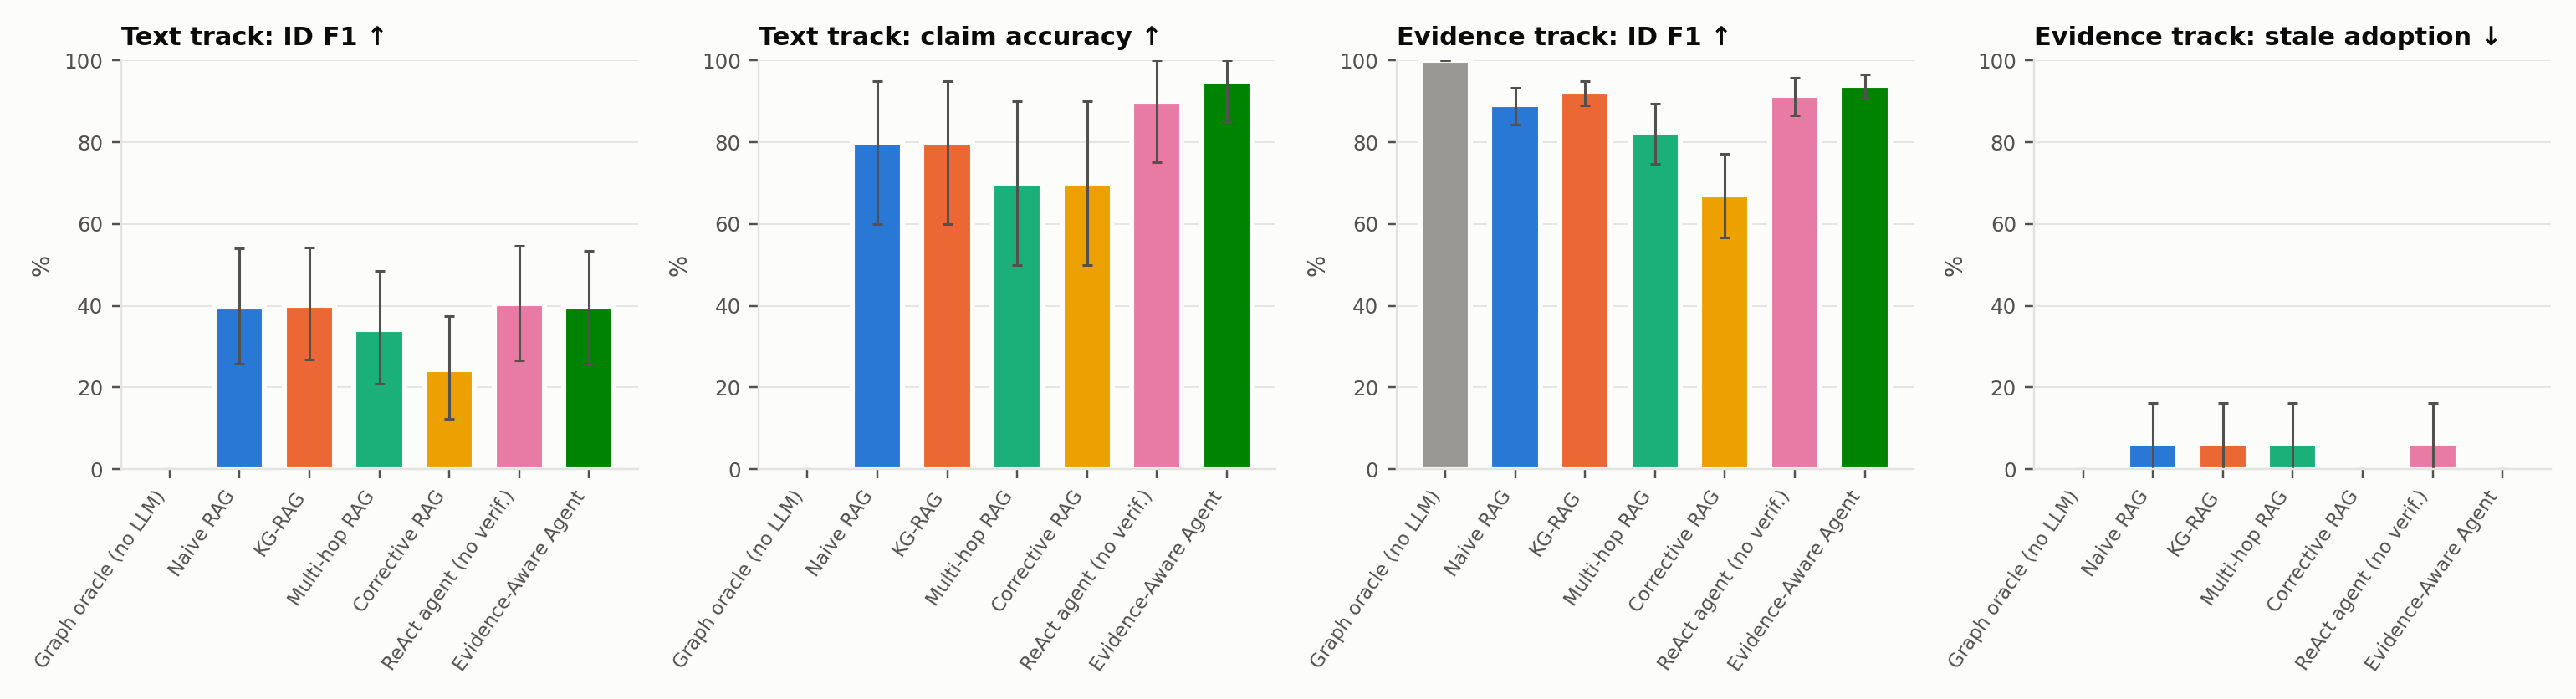 Text track: ID F1 ↑
%
100
80
60
40
20
0
Graph oracle (no LLM)
Naive RAG
KG-RAG
Multi-hop RAG
Corrective RAG
ReAct agent (no verif.)
Evidence-Aware Agent
Text track: claim accuracy ↑
%
100
80
60
40
20
0
Graph oracle (no LLM)
Naive RAG
KG-RAG
Multi-hop RAG
Corrective RAG
ReAct agent (no verif.)
Evidence-Aware Agent
Evidence track: ID F1 ↑
%
100
80
60
40
20
0
Graph oracle (no LLM)
Naive RAG
KG-RAG
Multi-hop RAG
Corrective RAG
ReAct agent (no verif.)
Evidence-Aware Agent
Evidence track: stale adoption ↓
%
100
80
60
40
20
0
Graph oracle (no LLM)
Naive RAG
KG-RAG
Multi-hop RAG
Corrective RAG
ReAct agent (no verif.)
Evidence-Aware Agent